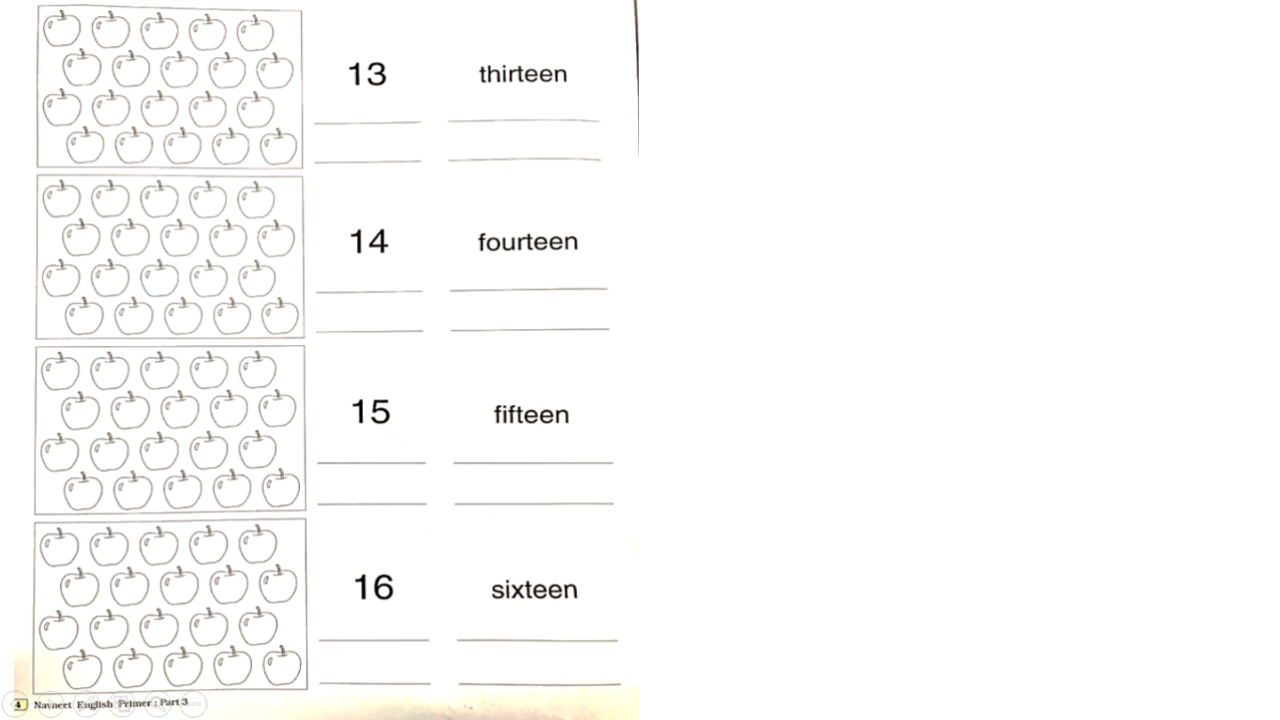 13 thirteen
14 fourteen
15 fifteen
16 sixteen
4 Navneet English Primer : Part 3